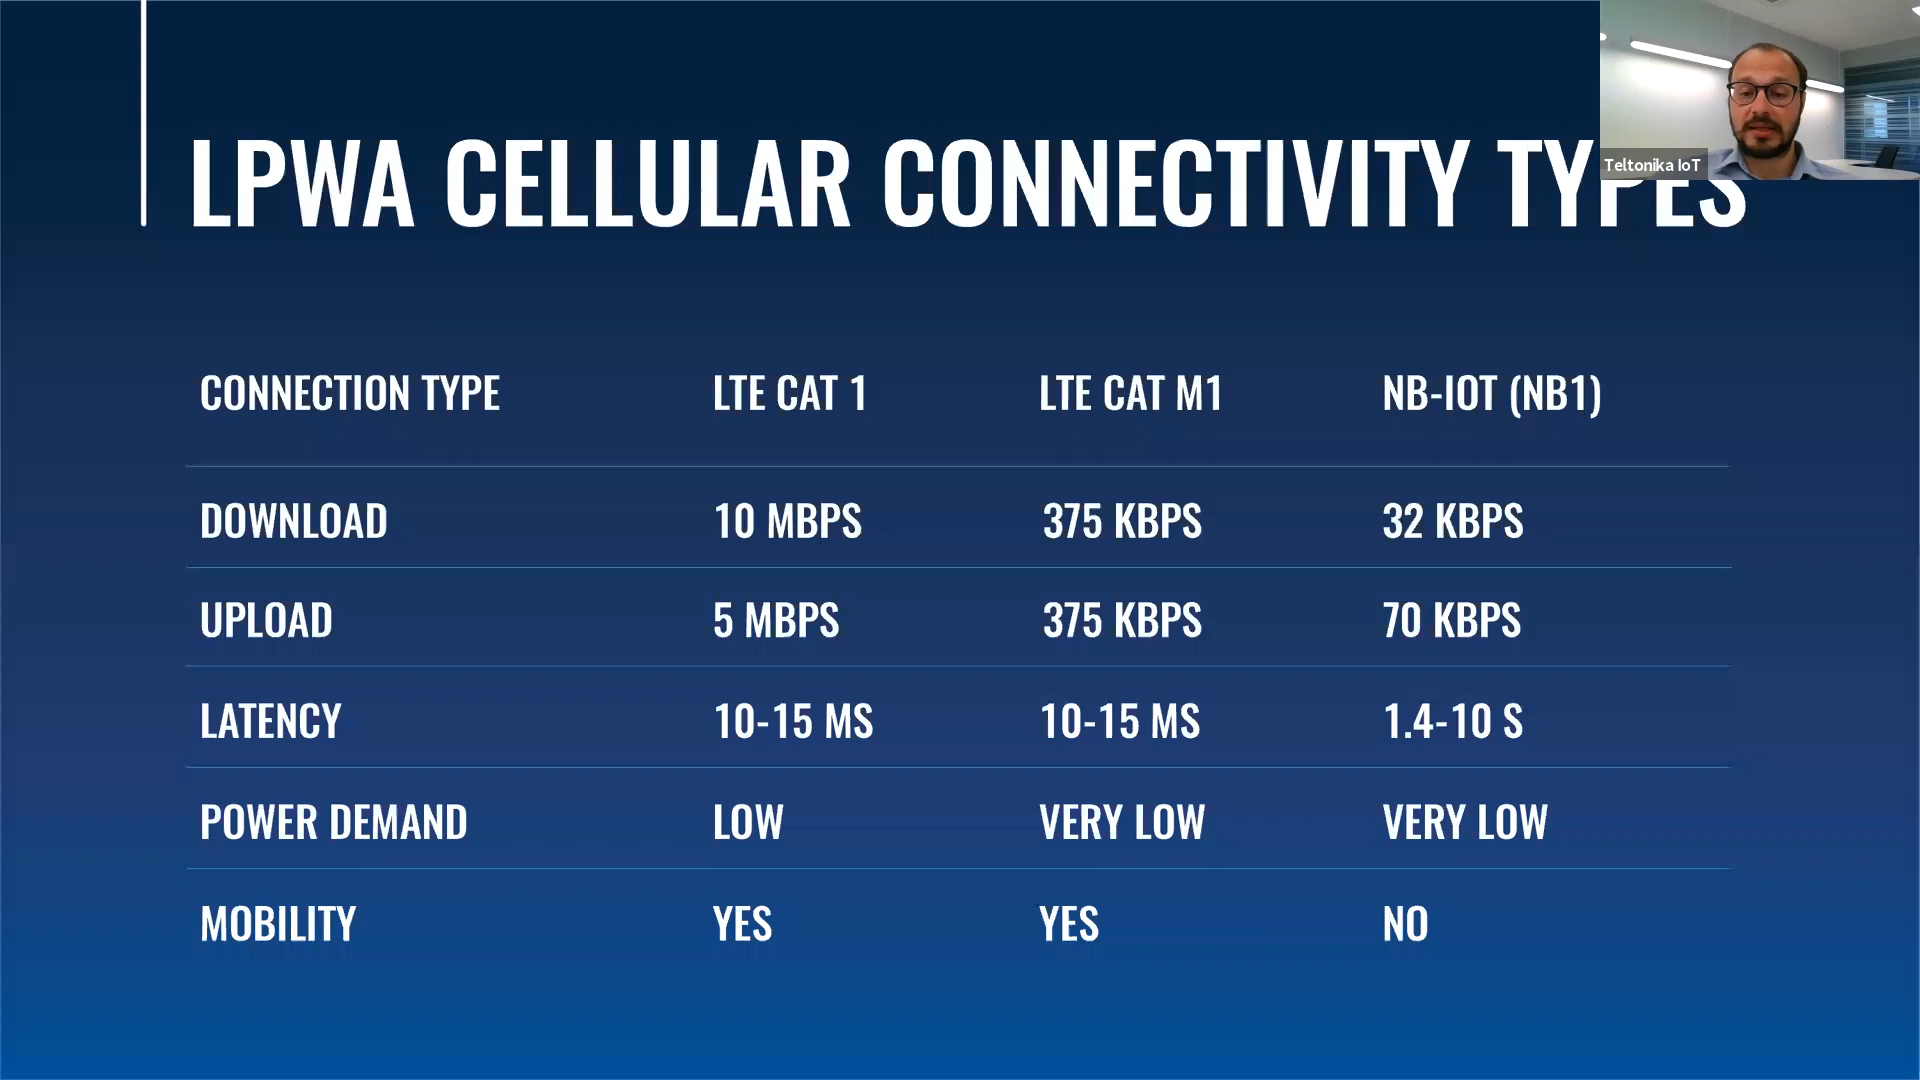 LPWA CELLULAR CONNECTIVITY TYPES
Teltonika IoT
CONNECTION TYPE LTE CAT 1 LTE CAT M1 NB-IOT (NB1)
DOWNLOAD 10 MBPS 375 KBPS 32 KBPS
UPLOAD 5 MBPS 375 KBPS 70 KBPS
LATENCY 10-15 MS 10-15 MS 1.4-10 S
POWER DEMAND LOW VERY LOW VERY LOW
MOBILITY YES YES NO